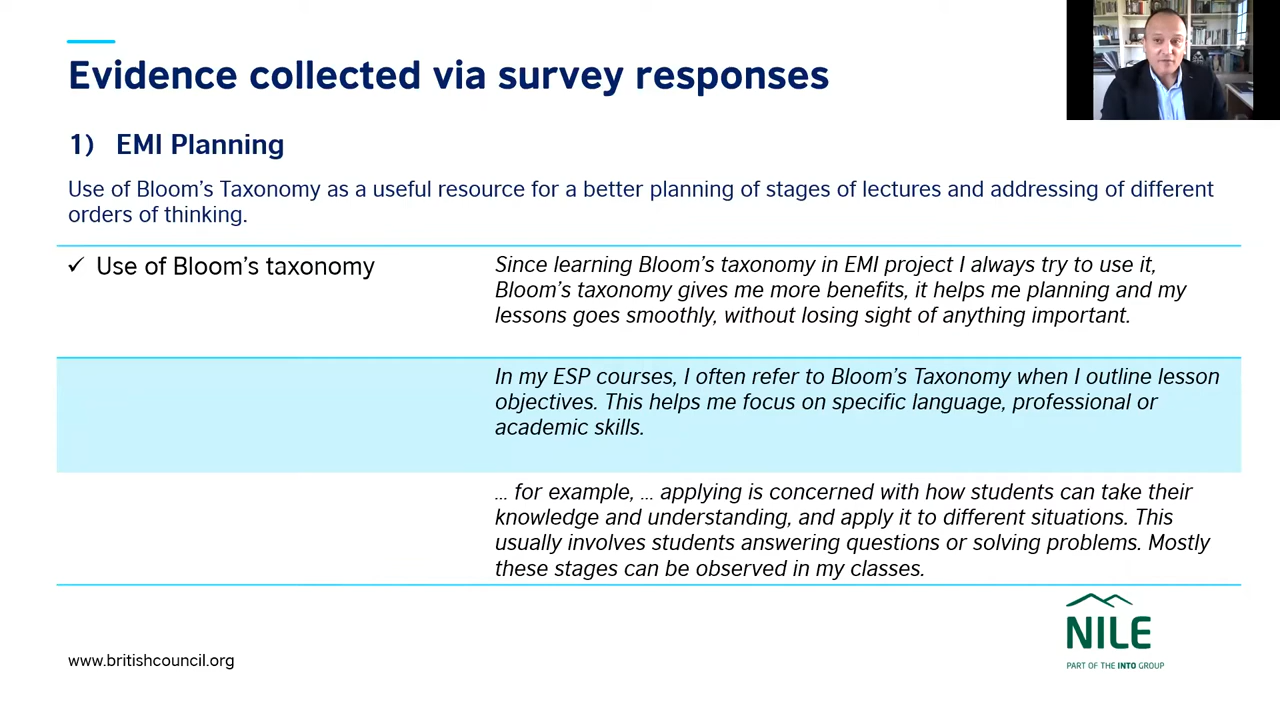 Evidence collected via survey responses
1) EMI Planning
Use of Bloom’s Taxonomy as a useful resource for a better planning of stages of lectures and addressing of different
orders of thinking.
✓ Use of Bloom’s taxonomy
Since learning Bloom’s taxonomy in EMI project I always try to use it,
Bloom’s taxonomy gives me more benefits, it helps me planning and my
lessons goes smoothly, without losing sight of anything important.
In my ESP courses, I often refer to Bloom’s Taxonomy when I outline lesson
objectives. This helps me focus on specific language, professional or
academic skills.
… for example, … applying is concerned with how students can take their
knowledge and understanding, and apply it to different situations. This
usually involves students answering questions or solving problems. Mostly
these stages can be observed in my classes.
NILE
PART OF THE INTO GROUP
www.britishcouncil.org